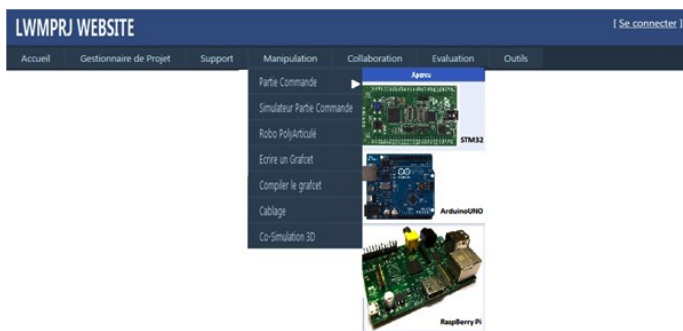 LWMPRJ WEBSITE
[ Se connecter ]
Accueil Gestionnaire de Projet Support Manipulation Collaboration Evaluation Outils
Partie Commande
Simulateur Partie Commande
Robo PolyArticulé
Ecrire un Grafcet
Compiler le grafcet
Cablage
Co-Simulation 3D
Apercu
STM32
ArduinoUNO
RaspBerry Pi